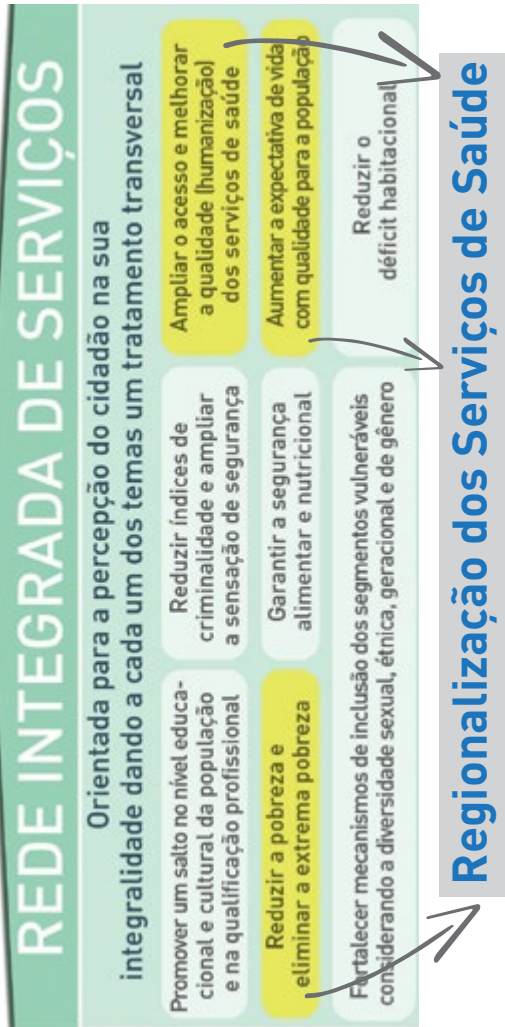 REDE INTEGRADA DE SERVIÇOS
Orientada para a percepção do cidadão na sua
integralidade dando a cada um dos temas um tratamento transversal
Promover um salto no nível educa-
cional e cultural da população
e na qualificação profissional
Reduzir índices de
criminalidade e ampliar
a sensação de segurança
Ampliar o acesso e melhorar
a qualidade (humanização)
dos serviços de saúde
Reduzir a pobreza e
eliminar a extrema pobreza
Garantir a segurança
alimentar e nutricional
Aumentar a expectativa de vida
com qualidade para a população
Fortalecer mecanismos de inclusão dos segmentos vulneráveis
considerando a diversidade sexual, étnica, geracional e de gênero
Reduzir o
déficit habitacional
Regionalização dos Serviços de Saúde